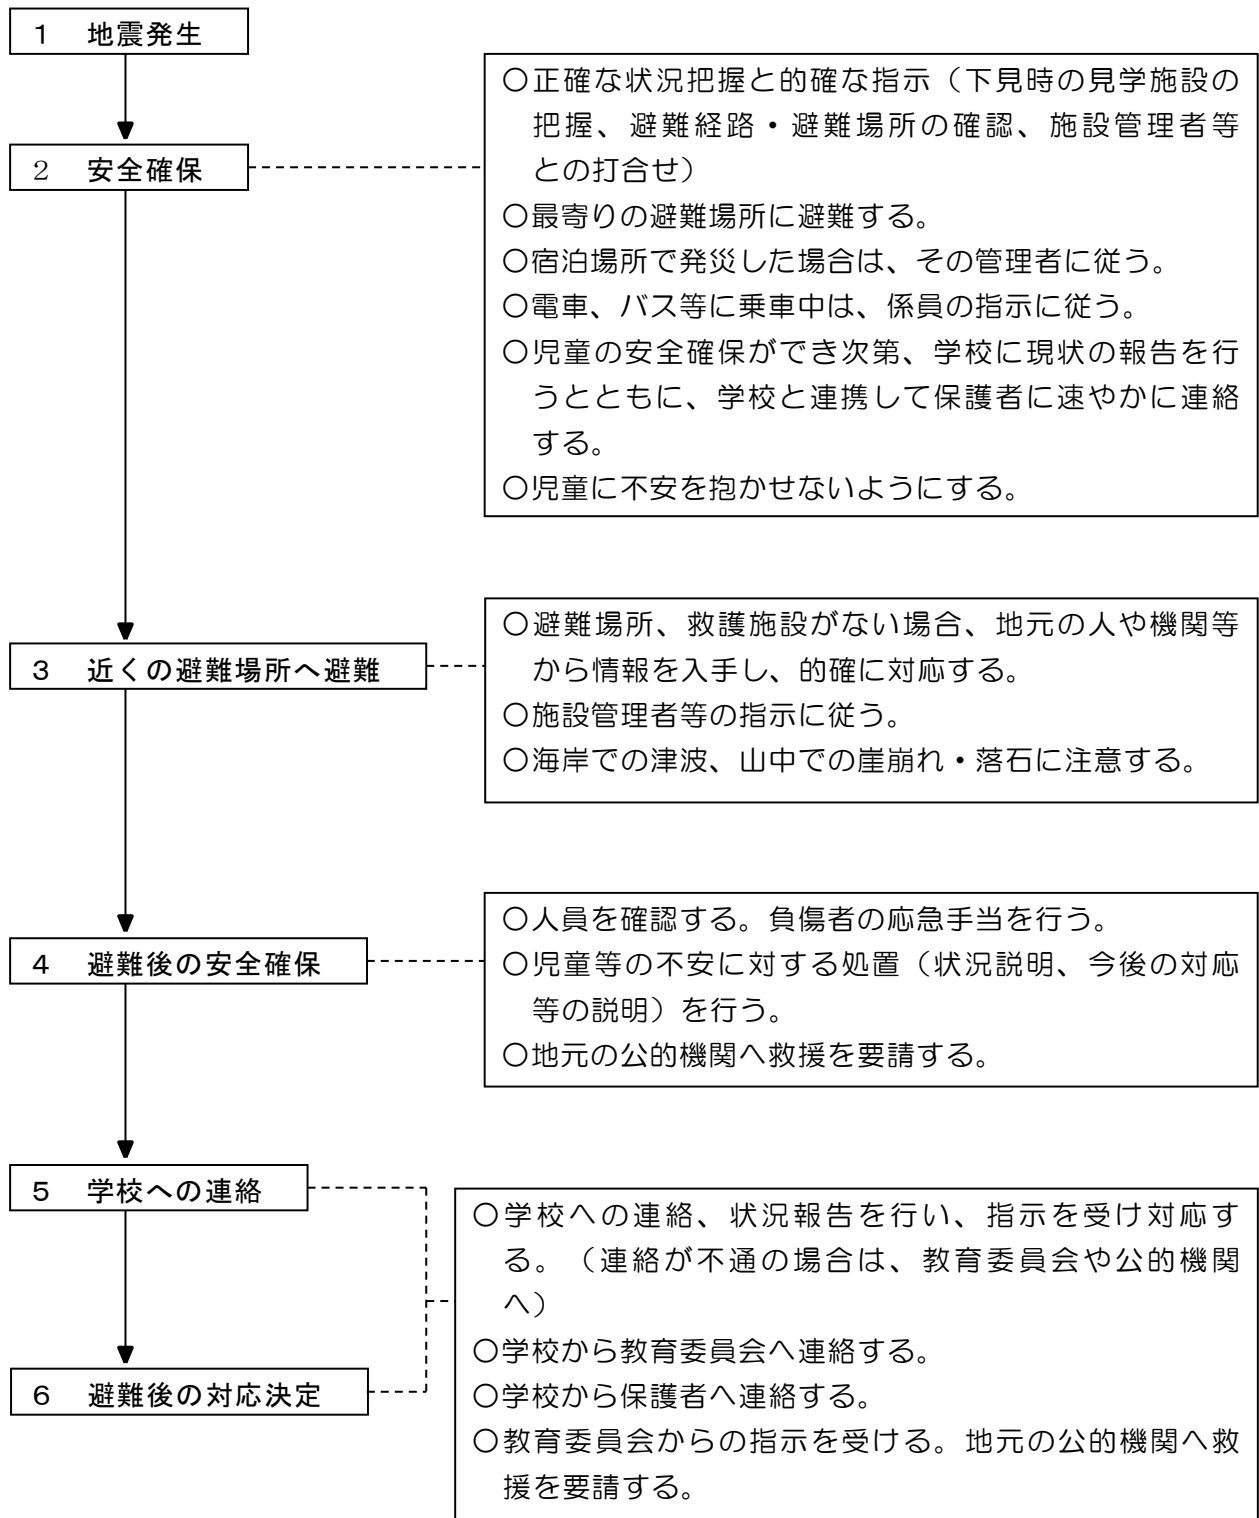 １　地震発生
２　安全確保
〇正確な状況把握と的確な指示（下見時の見学施設の
把握、避難経路・避難場所の確認、施設管理者等
との打合せ）
〇最寄りの避難場所に避難する。
〇宿泊場所で発災した場合は、その管理者に従う。
〇電車、バス等に乗車中は、係員の指示に従う。
〇児童の安全確保ができ次第、学校に現状の報告を行
うとともに、学校と連携して保護者に速やかに連絡
する。
〇児童に不安を抱かせないようにする。
３　近くの避難場所へ避難
〇避難場所、救護施設がない場合、地元の人や機関等
から情報を入手し、的確に対応する。
〇施設管理者等の指示に従う。
〇海岸での津波、山中での崖崩れ・落石に注意する。
４　避難後の安全確保
〇人員を確認する。負傷者の応急手当を行う。
〇児童等の不安に対する処置（状況説明、今後の対応
等の説明）を行う。
〇地元の公的機関へ救援を要請する。
５　学校への連絡
６　避難後の対応決定
〇学校への連絡、状況報告を行い、指示を受け対応す
る。（連絡が不通の場合は、教育委員会や公的機関
へ）
〇学校から教育委員会へ連絡する。
〇学校から保護者へ連絡する。
〇教育委員会からの指示を受ける。地元の公的機関へ救
援を要請する。